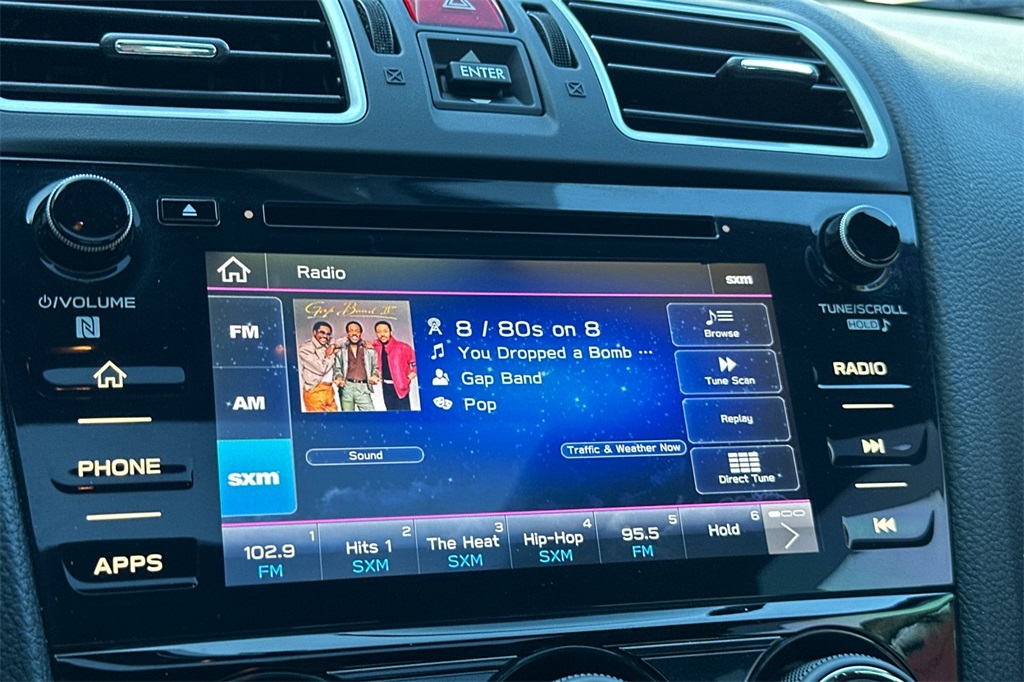 ENTER
VOLUME
N
TUNE/SCROLL
HOLD
PHONE
APPS
RADIO
Radio
sxm
FM
AM
sxm
Gap Band IV
8 / 80s on 8
You Dropped a Bomb ...
Gap Band
Pop
Browse
Tune Scan
Replay
Direct Tune
Sound
Traffic & Weather Now
102.9 1
FM
Hits 1 2
SXM
The Heat 3
SXM
Hip-Hop 4
SXM
95.5 5
FM
Hold 6